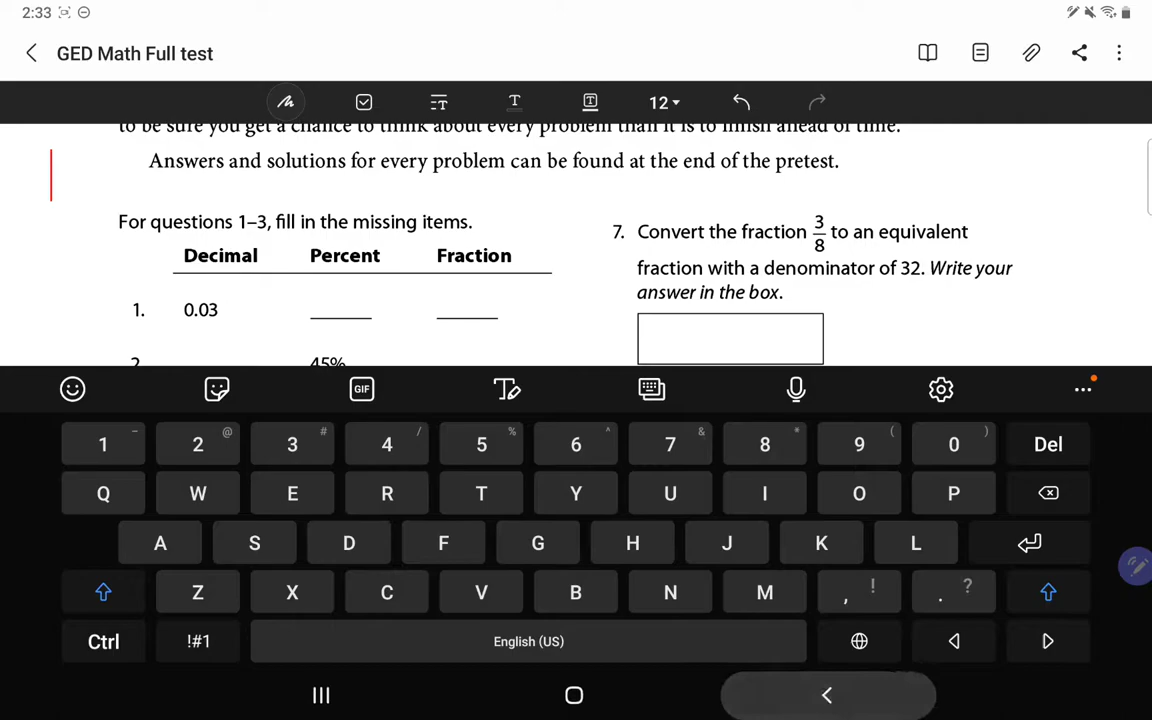 2:33
GED Math Full test
12
to be sure you get a chance to think about every problem than it is to finish ahead of time.
Answers and solutions for every problem can be found at the end of the pretest.
For questions 1–3, fill in the missing items.
Decimal Percent Fraction
1. 0.03 ______ ______
2 45%
7. Convert the fraction 3/8 to an equivalent
fraction with a denominator of 32. Write your
answer in the box.
GIF
1 – 2 @ 3 # 4 / 5 % 6 ^ 7 & 8 * 9 ( 0 ) Del
Q W E R T Y U I O P
A S D F G H J K L
Z X C V B N M , ! . ?
Ctrl !#1 English (US)